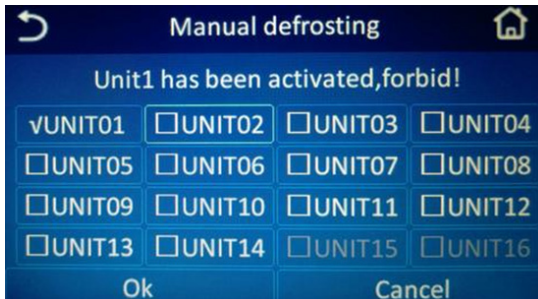 Manual defrosting
Unit1 has been activated,forbid!
√UNIT01 □UNIT02 □UNIT03 □UNIT04
□UNIT05 □UNIT06 □UNIT07 □UNIT08
□UNIT09 □UNIT10 □UNIT11 □UNIT12
□UNIT13 □UNIT14 □UNIT15 □UNIT16
Ok Cancel